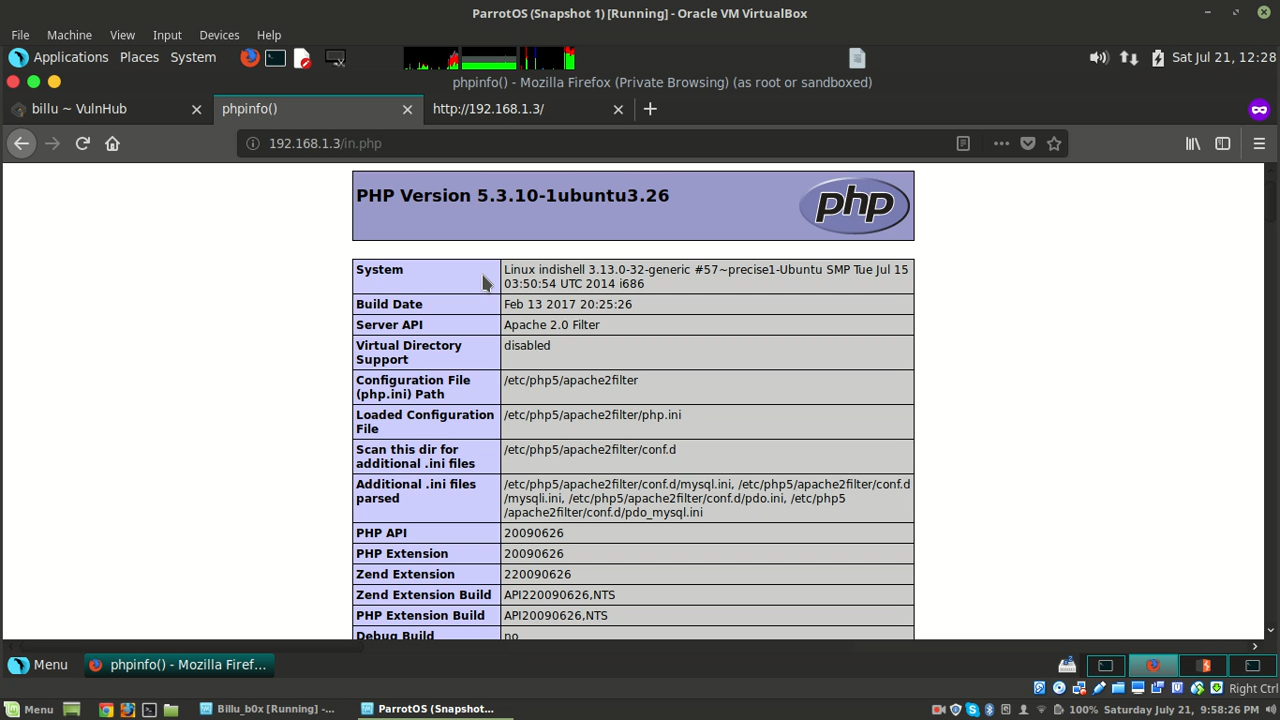 ParrotOS (Snapshot 1) [Running] - Oracle VM VirtualBox
File Machine View Input Devices Help
Applications Places System Sat Jul 21, 12:28
phpinfo() - Mozilla Firefox (Private Browsing) (as root or sandboxed)
billu ~ VulnHub phpinfo() http://192.168.1.3/
192.168.1.3/in.php
PHP Version 5.3.10-1ubuntu3.26
php
System Linux indishell 3.13.0-32-generic #57~precise1-Ubuntu SMP Tue Jul 15
03:50:54 UTC 2014 i686
Build Date Feb 13 2017 20:25:26
Server API Apache 2.0 Filter
Virtual Directory disabled
Support
Configuration File /etc/php5/apache2filter
(php.ini) Path
Loaded Configuration /etc/php5/apache2filter/php.ini
File
Scan this dir for /etc/php5/apache2filter/conf.d
additional .ini files
Additional .ini files /etc/php5/apache2filter/conf.d/mysql.ini, /etc/php5/apache2filter/conf.d
parsed /mysqli.ini, /etc/php5/apache2filter/conf.d/pdo.ini, /etc/php5
/apache2filter/conf.d/pdo_mysql.ini
PHP API 20090626
PHP Extension 20090626
Zend Extension 220090626
Zend Extension Build API220090626,NTS
PHP Extension Build API20090626,NTS
Debug Build no
Menu phpinfo() - Mozilla Firef...
Right Ctrl
Menu Billu_b0x [Running] -... ParrotOS (Snapshot... 100% Saturday July 21, 9:58:26 PM